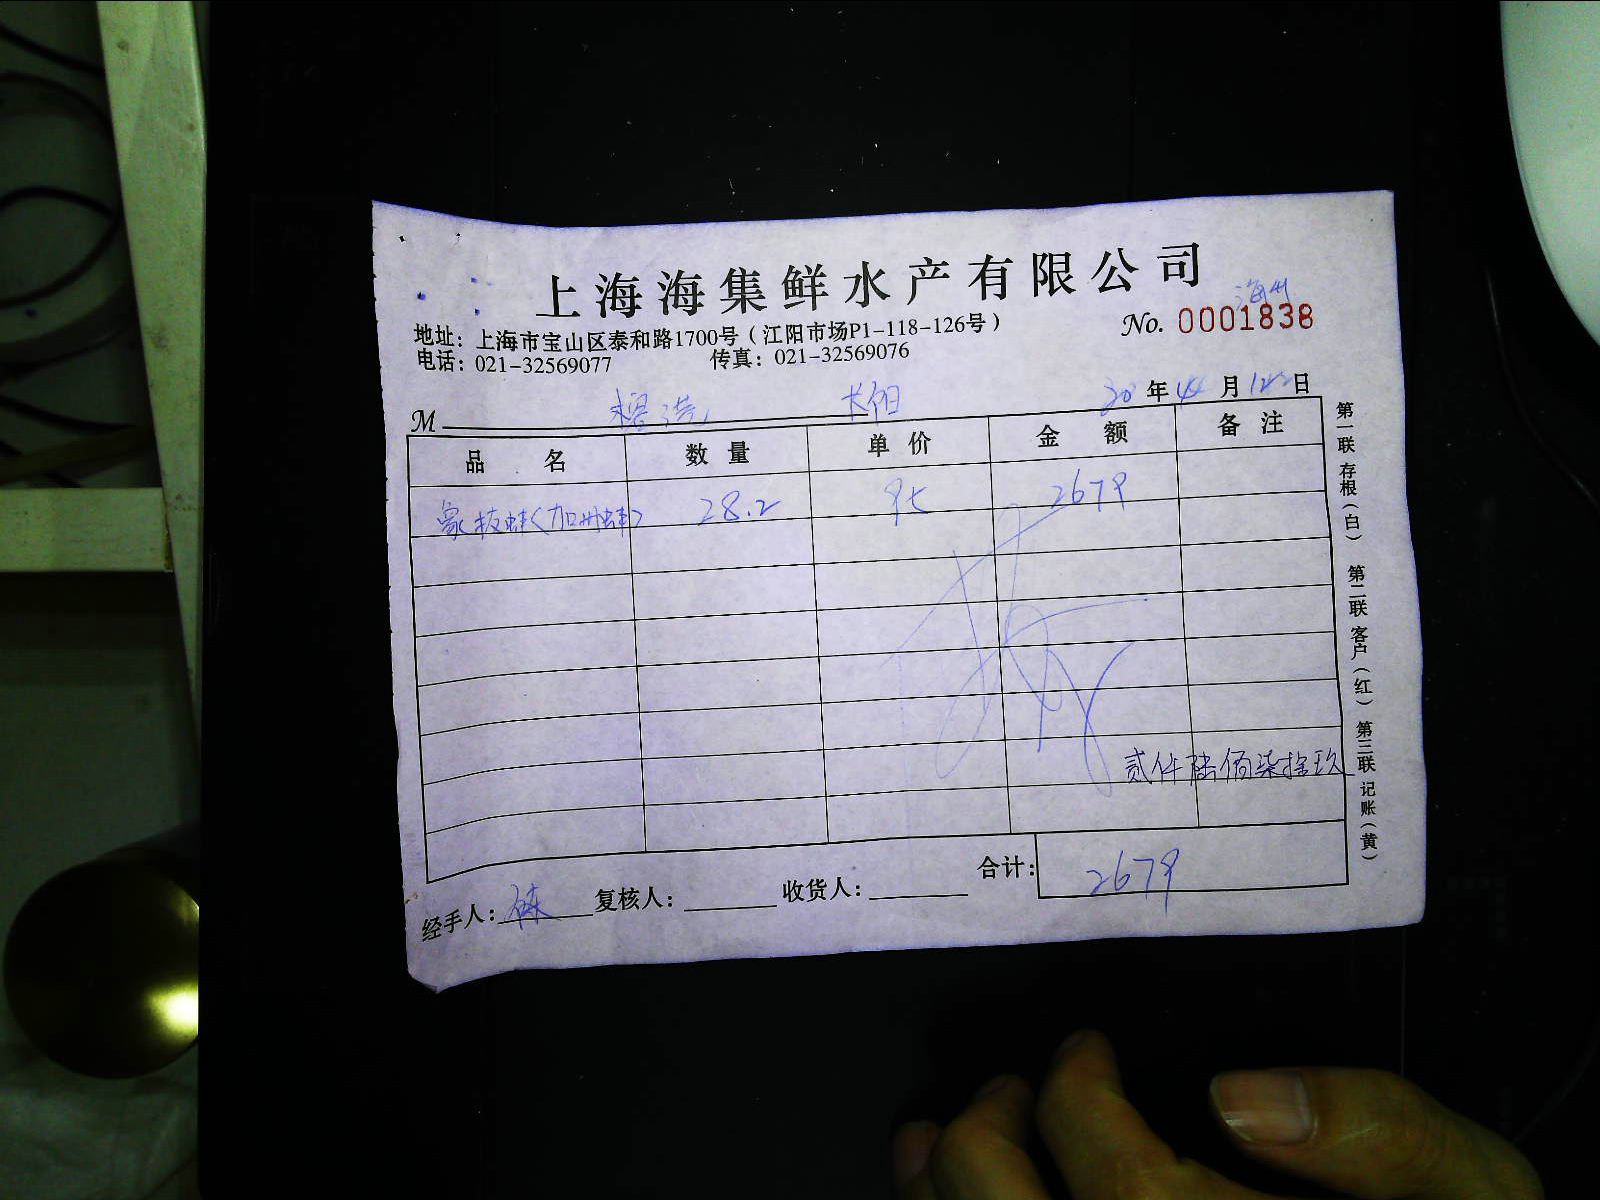 上海海集鲜水产有限公司
地址：上海市宝山区泰和路1700号（江阳市场P1-118-126号）
No. 0001838
电话：021-32569077 传真：021-32569076
M 长阳
年 月 日
品名 数量 单价 金额 备注
象拔蚌（加州蚌） 28.2 95 2679
贰仟陆佰柒拾玖
合计： 2679
经手人： 复核人： 收货人：
第一联 存根（白） 第二联 客户（红） 第三联 记账（黄）